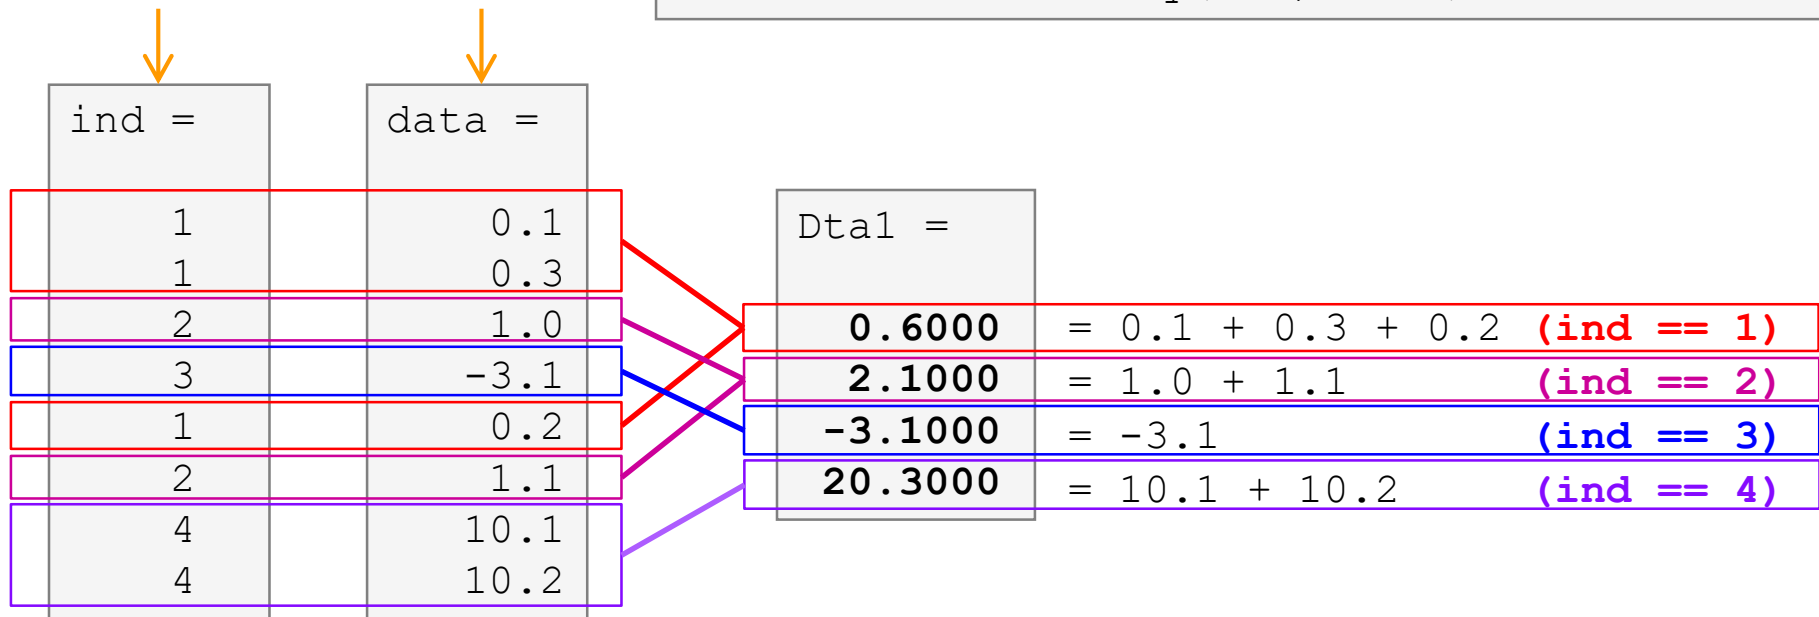 ind =
data =
1 0.1
1 0.3
2 1.0
3 -3.1
1 0.2
2 1.1
4 10.1
4 10.2
Dta1 =
0.6000 = 0.1 + 0.3 + 0.2 (ind == 1)
2.1000 = 1.0 + 1.1 (ind == 2)
-3.1000 = -3.1 (ind == 3)
20.3000 = 10.1 + 10.2 (ind == 4)